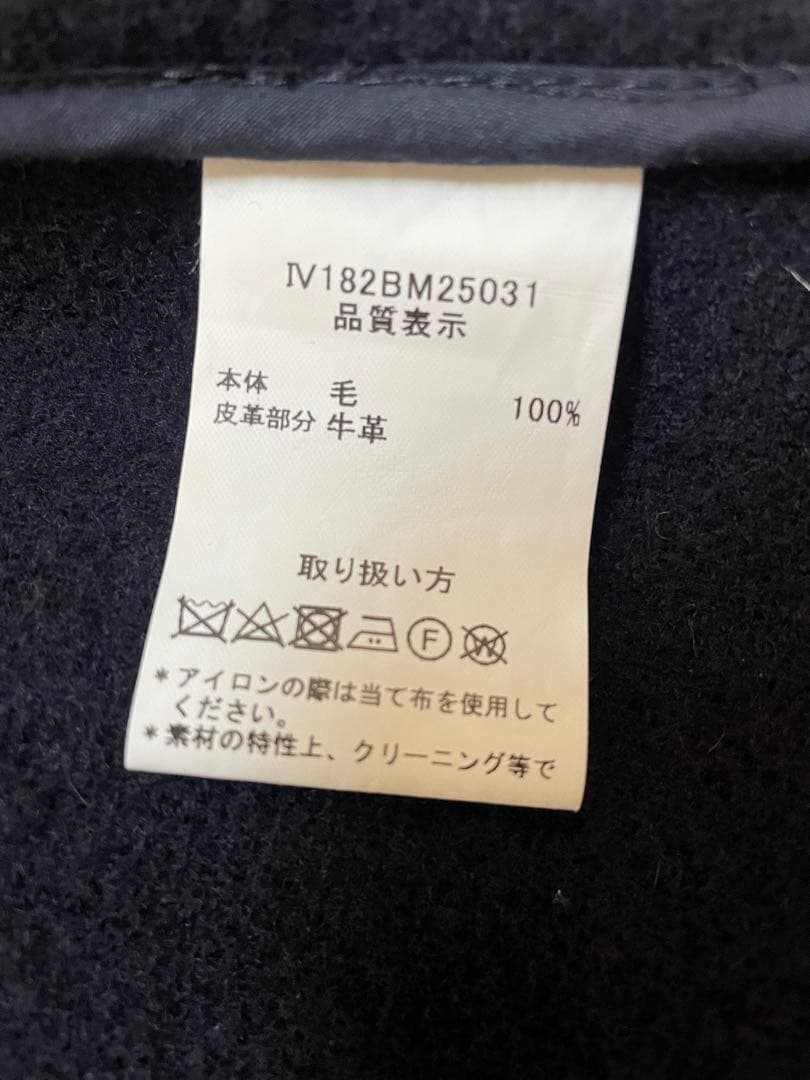 Ⅳ182BM25031
品質表示
本体 毛 100%
皮革部分 牛革
取り扱い方
F W
*アイロンの際は当て布を使用して
ください。
*素材の特性上、クリーニング等で